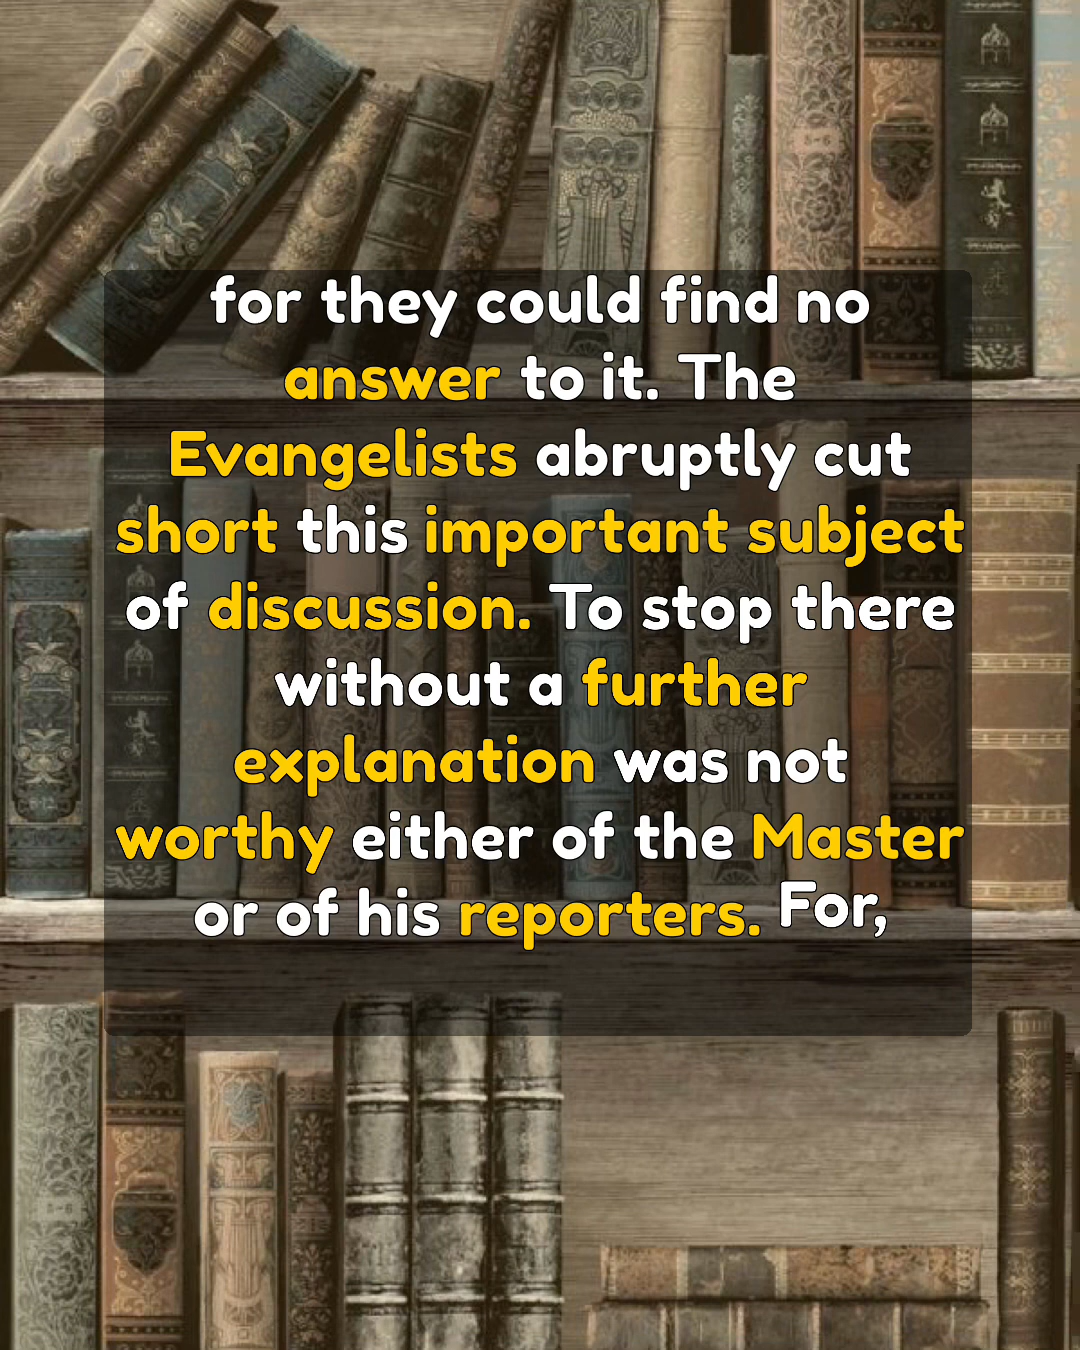 for they could find no
answer to it. The
Evangelists abruptly cut
short this important subject
of discussion. To stop there
without a further
explanation was not
worthy either of the Master
or of his reporters. For,